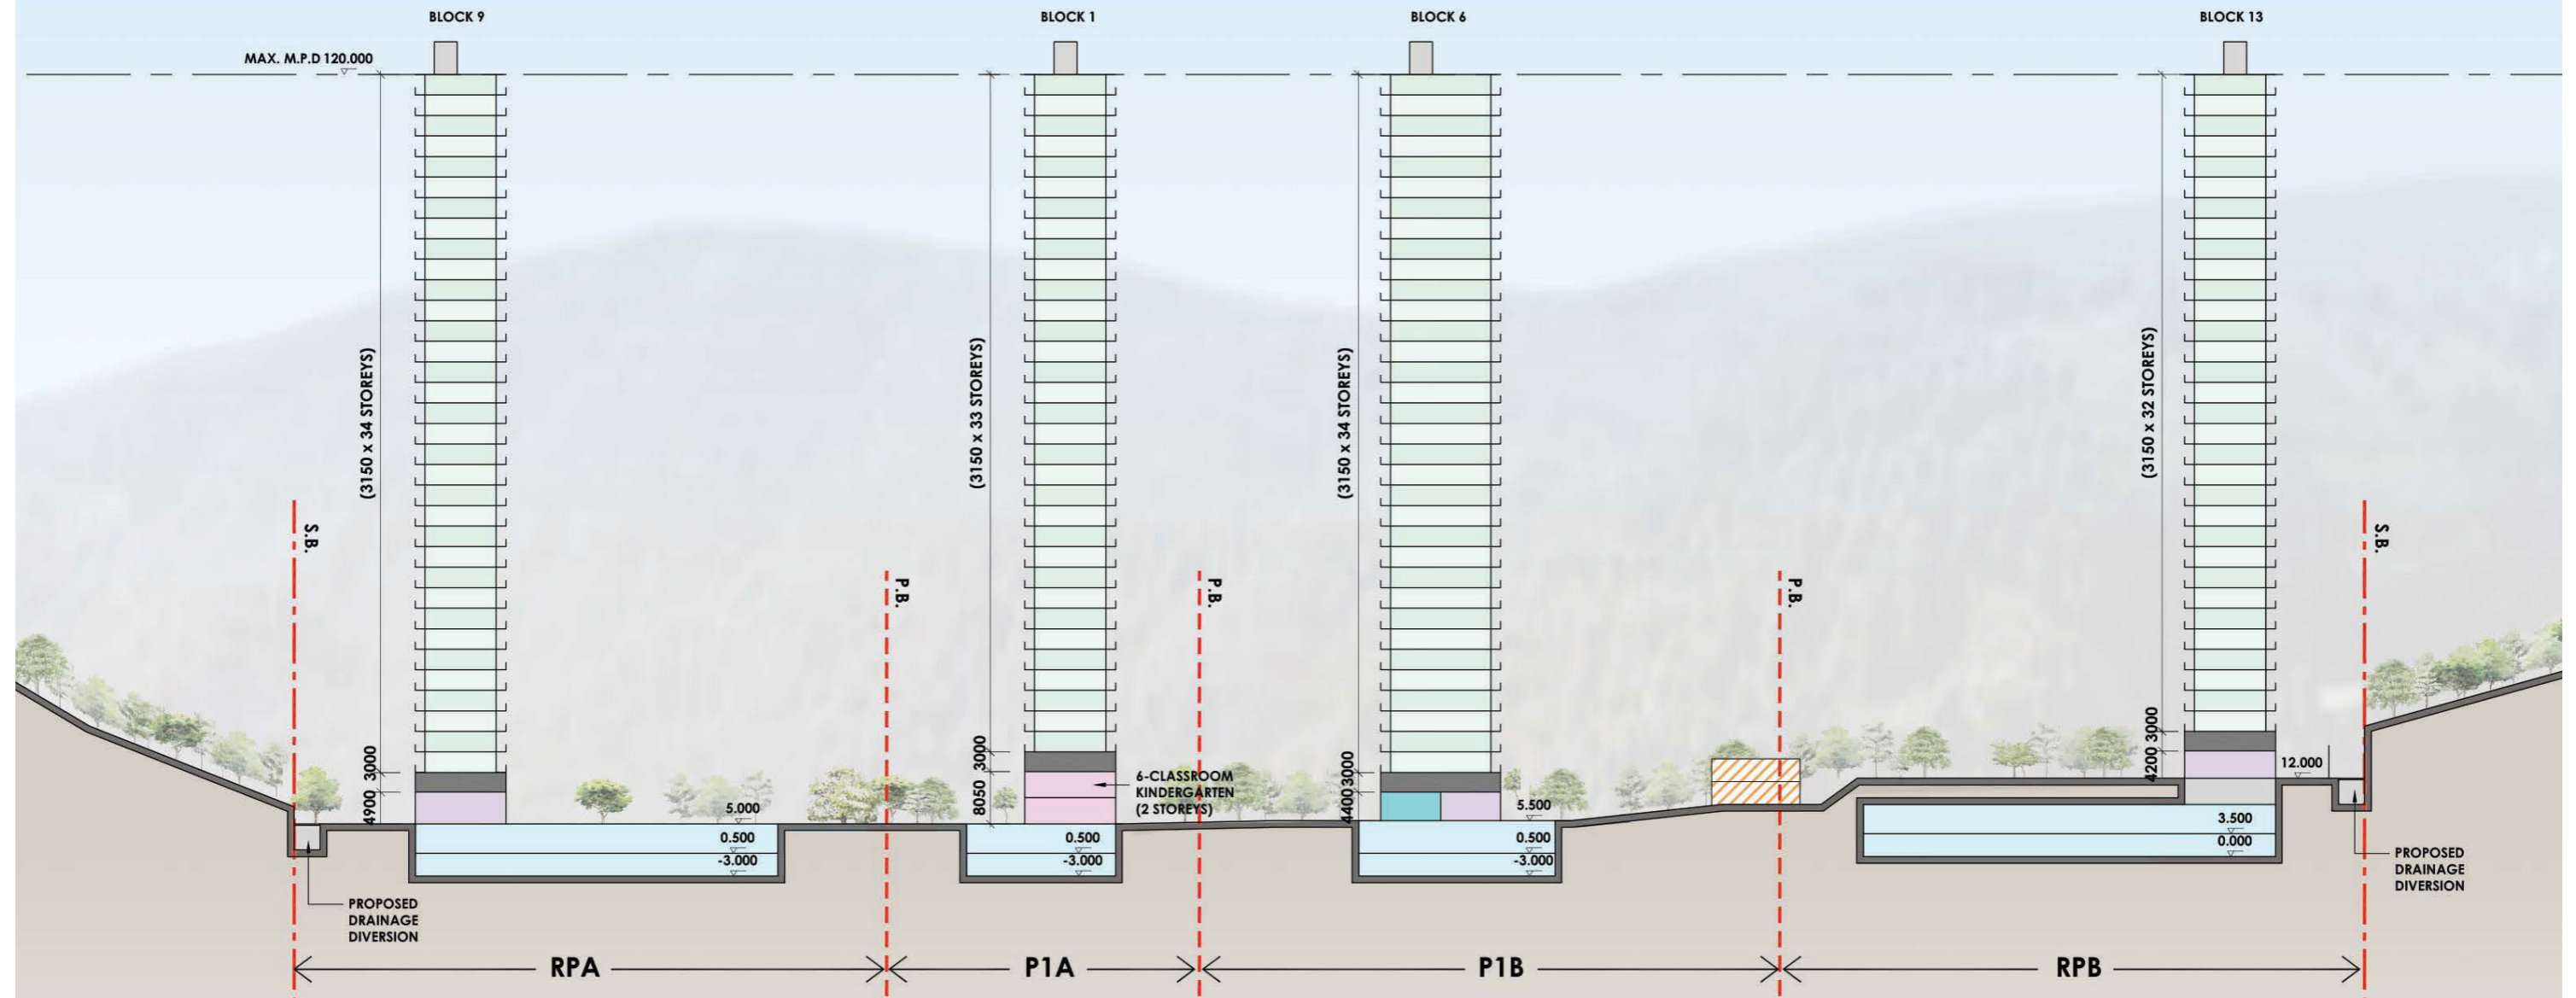 BLOCK 9
BLOCK 1
BLOCK 6
BLOCK 13
MAX. M.P.D 120.000
(3150 x 34 STOREYS)
(3150 x 33 STOREYS)
(3150 x 34 STOREYS)
(3150 x 32 STOREYS)
S.B.
S.B.
P.B.
P.B.
P.B.
3000
4900
3000
8050
3000
4400
3000
4200
6-CLASSROOM
KINDERGARTEN
(2 STOREYS)
5.000
0.500
-3.000
0.500
-3.000
5.500
0.500
-3.000
12.000
3.500
0.000
PROPOSED
DRAINAGE
DIVERSION
PROPOSED
DRAINAGE
DIVERSION
RPA
P1A
P1B
RPB